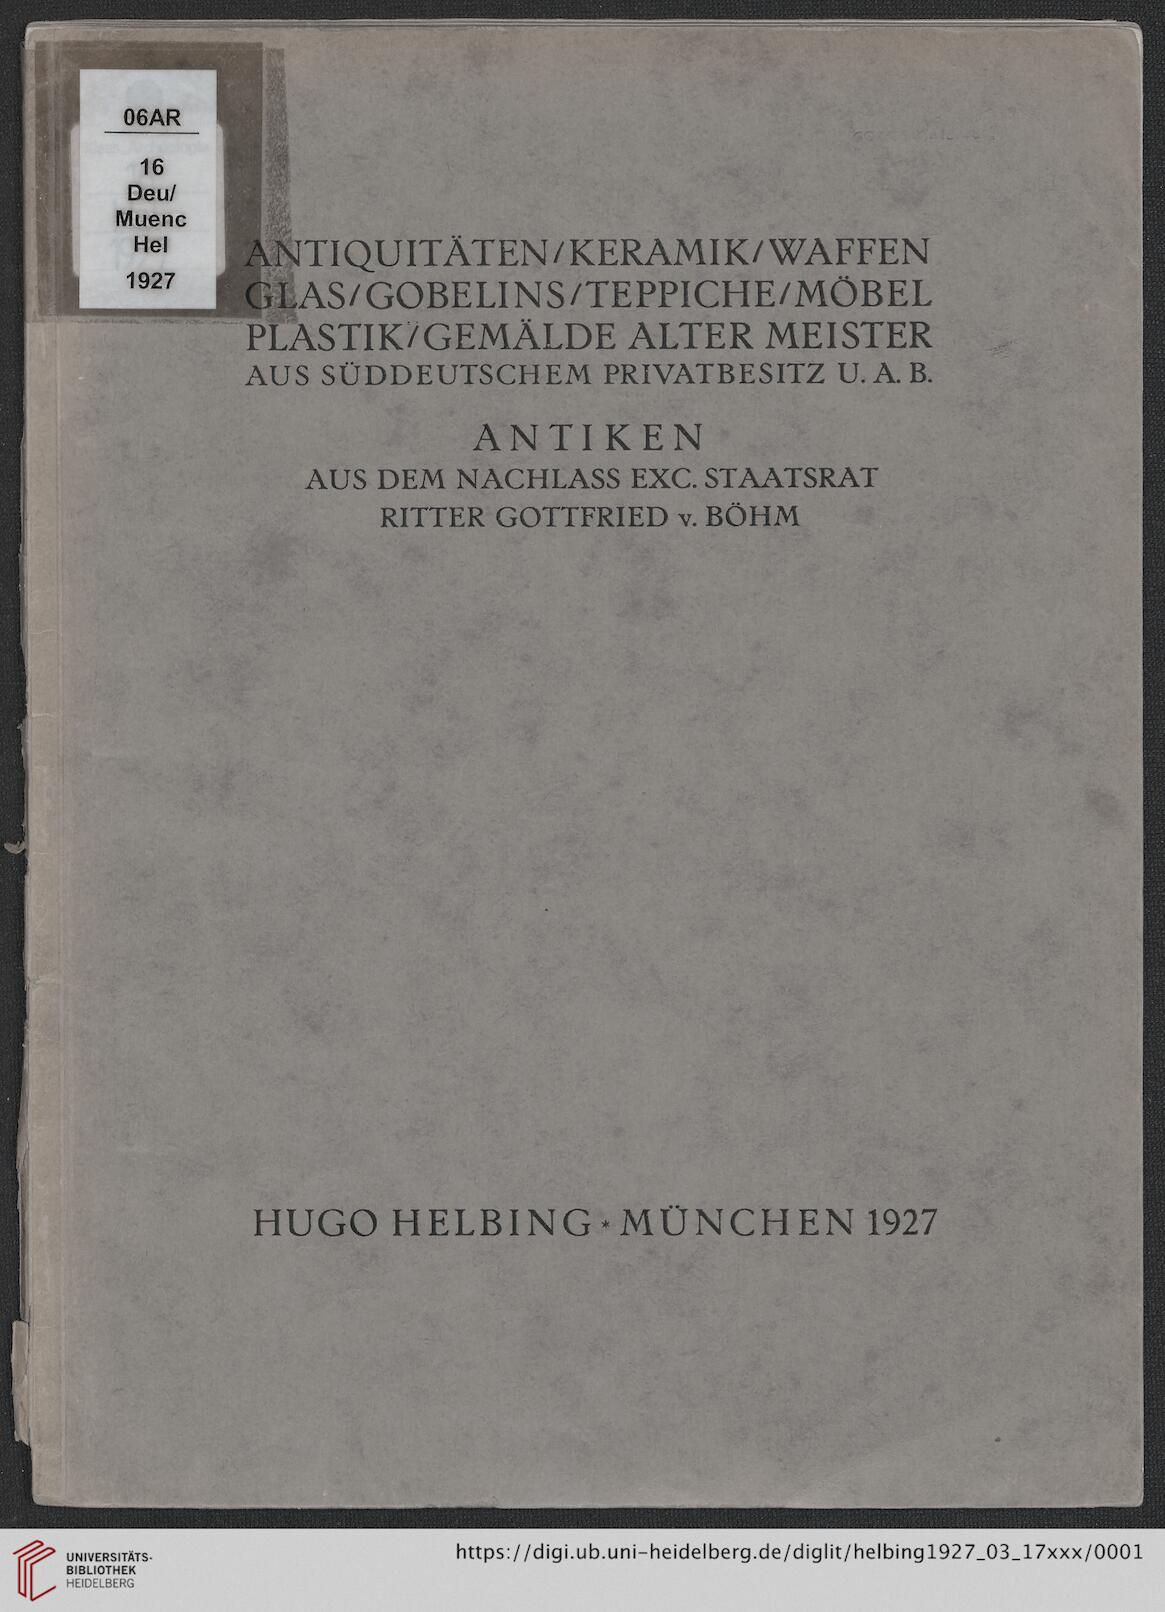 06AR
16
Deu/
Muenc
Hel
1927
ANTIQUITÄTEN/KERAMIK/WAFFEN
GLAS/GOBELINS/TEPPICHE/MÖBEL
PLASTIK/GEMÄLDE ALTER MEISTER
AUS SÜDDEUTSCHEM PRIVATBESITZ U. A. B.
ANTIKEN
AUS DEM NACHLASS EXC. STAATSRAT
RITTER GOTTFRIED v. BÖHM
HUGO HELBING * MÜNCHEN 1927
UNIVERSITÄTS-
BIBLIOTHEK
HEIDELBERG
https://digi.ub.uni-heidelberg.de/diglit/helbing1927_03_17xxx/0001